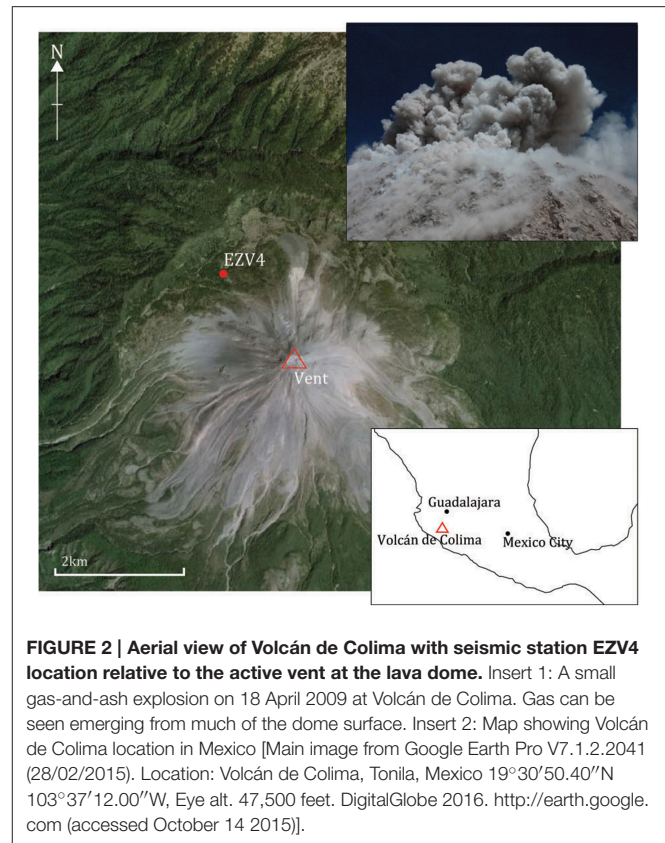 N
EZV4
Vent
2km
Guadalajara
Volcán de Colima
Mexico City
FIGURE 2 | Aerial view of Volcán de Colima with seismic station EZV4
location relative to the active vent at the lava dome. Insert 1: A small
gas-and-ash explosion on 18 April 2009 at Volcán de Colima. Gas can be
seen emerging from much of the dome surface. Insert 2: Map showing Volcán
de Colima location in Mexico [Main image from Google Earth Pro V7.1.2.2041
(28/02/2015). Location: Volcán de Colima, Tonila, Mexico 19°30′50.40″N
103°37′12.00″W, Eye alt. 47,500 feet. DigitalGlobe 2016. http://earth.google.
com (accessed October 14 2015)].